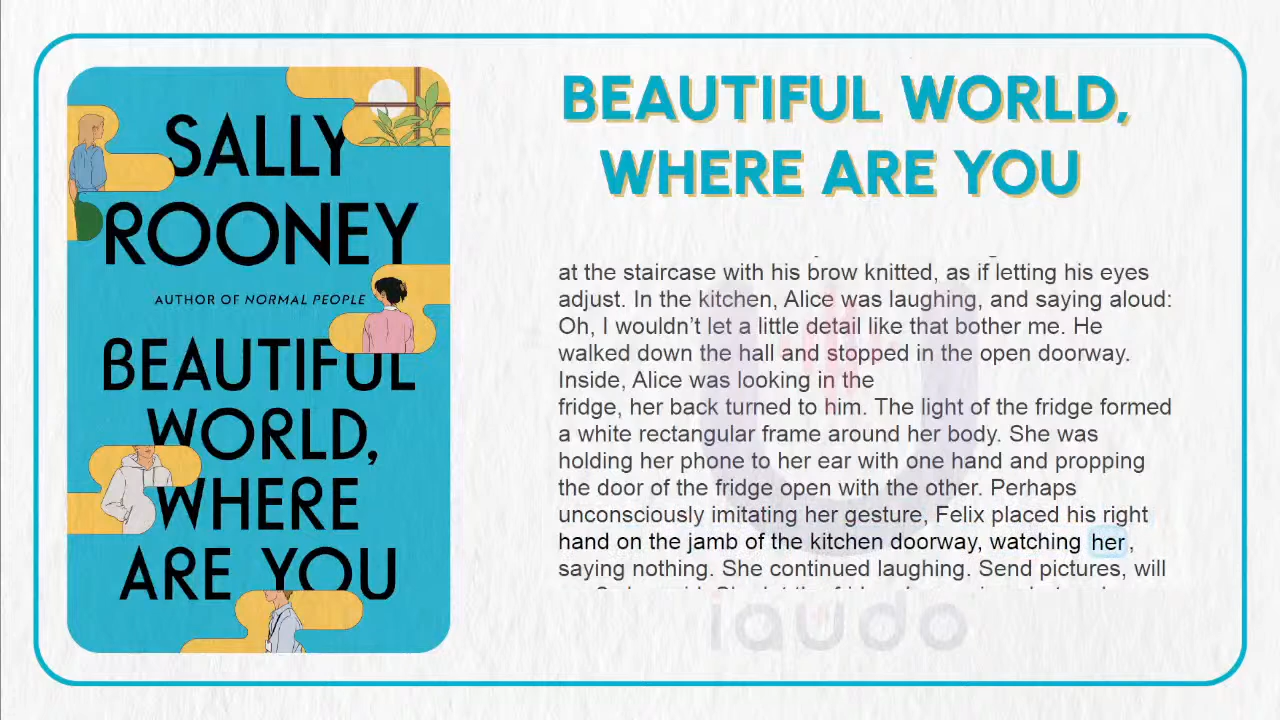 SALLY
ROONEY
AUTHOR OF NORMAL PEOPLE
BEAUTIFUL
WORLD,
WHERE
ARE YOU
BEAUTIFUL WORLD,
WHERE ARE YOU
at the staircase with his brow knitted, as if letting his eyes
adjust. In the kitchen, Alice was laughing, and saying aloud:
Oh, I wouldn’t let a little detail like that bother me. He
walked down the hall and stopped in the open doorway.
Inside, Alice was looking in the
fridge, her back turned to him. The light of the fridge formed
a white rectangular frame around her body. She was
holding her phone to her ear with one hand and propping
the door of the fridge open with the other. Perhaps
unconsciously imitating her gesture, Felix placed his right
hand on the jamb of the kitchen doorway, watching her,
saying nothing. She continued laughing. Send pictures, will
iaudo